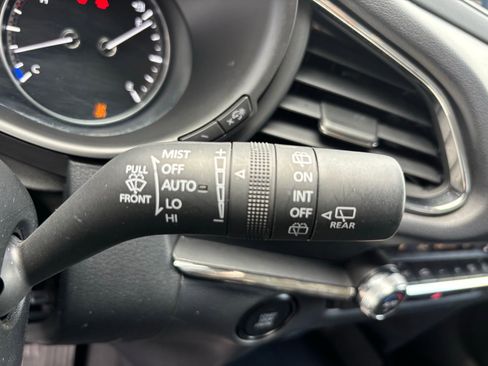 C
MIST
PULL
OFF
AUTO
FRONT
LO
HI
ON
INT
OFF
REAR